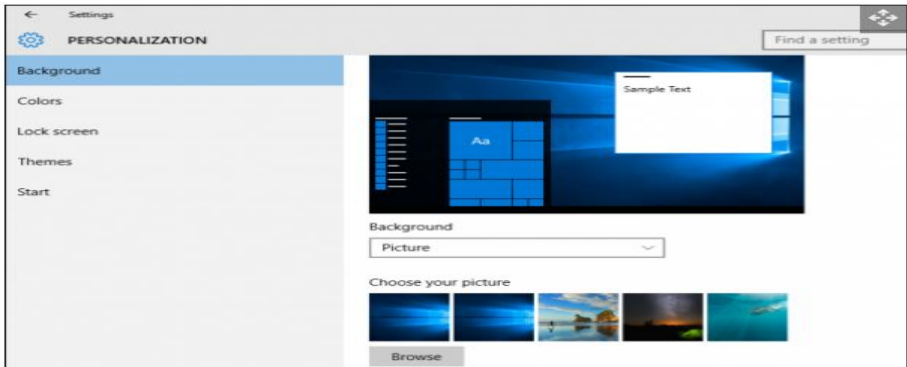 Settings
PERSONALIZATION
Find a setting
Background
Colors
Lock screen
Themes
Start
Sample Text
Aa
Background
Picture
Choose your picture
Browse